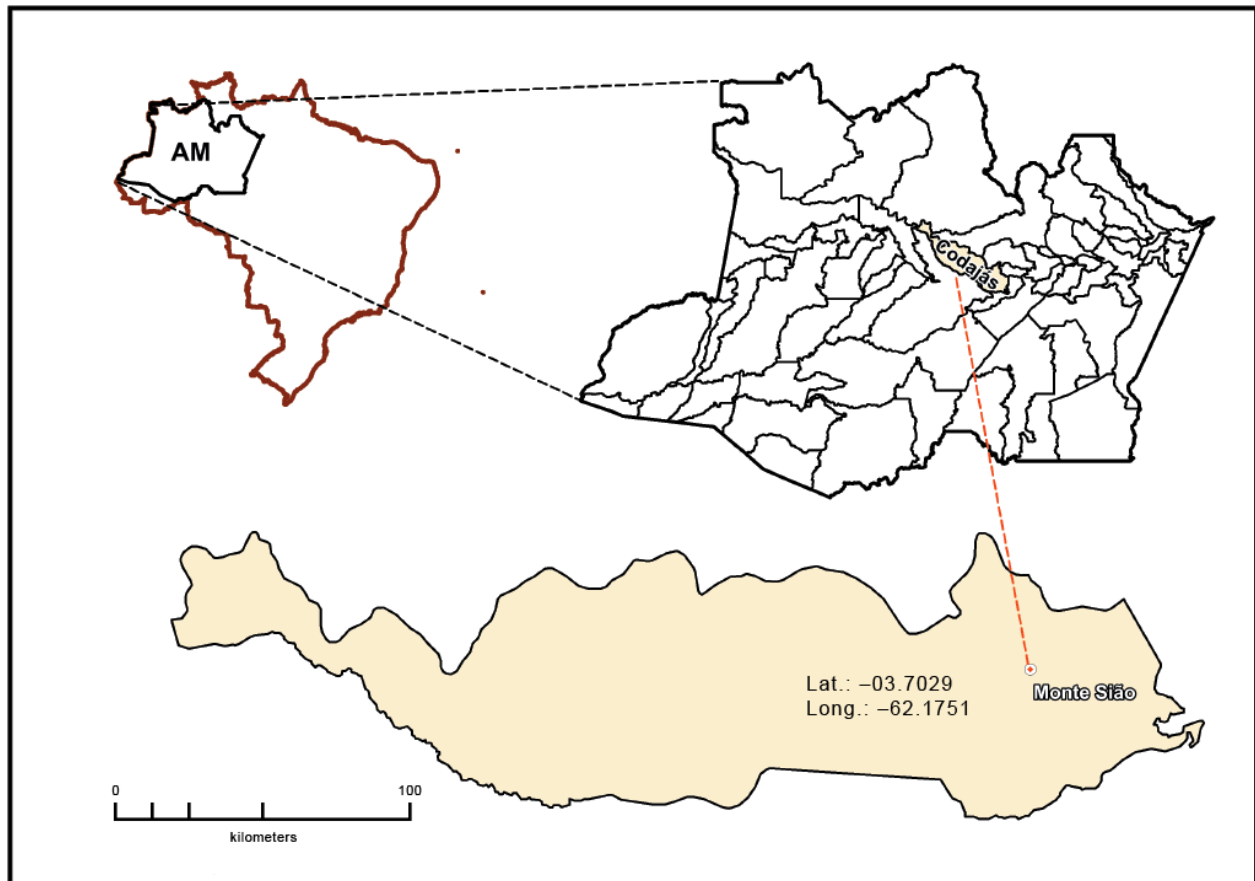 AM
Codajás
Lat.: –03.7029
Long.: –62.1751
Monte Sião
0
100
kilometers